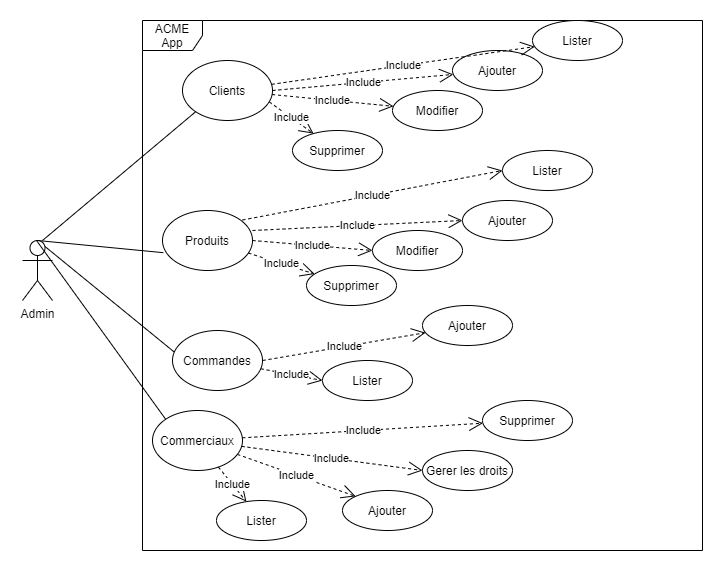 ACME
App
Lister
Include
Ajouter
Include
Clients
Include
Modifier
Include
Supprimer
Lister
Include
Ajouter
Include
Produits
Include
Modifier
Include
Supprimer
Admin
Ajouter
Include
Commandes
Include
Lister
Supprimer
Include
Commerciaux
Include
Gerer les droits
Include
Include
Ajouter
Lister